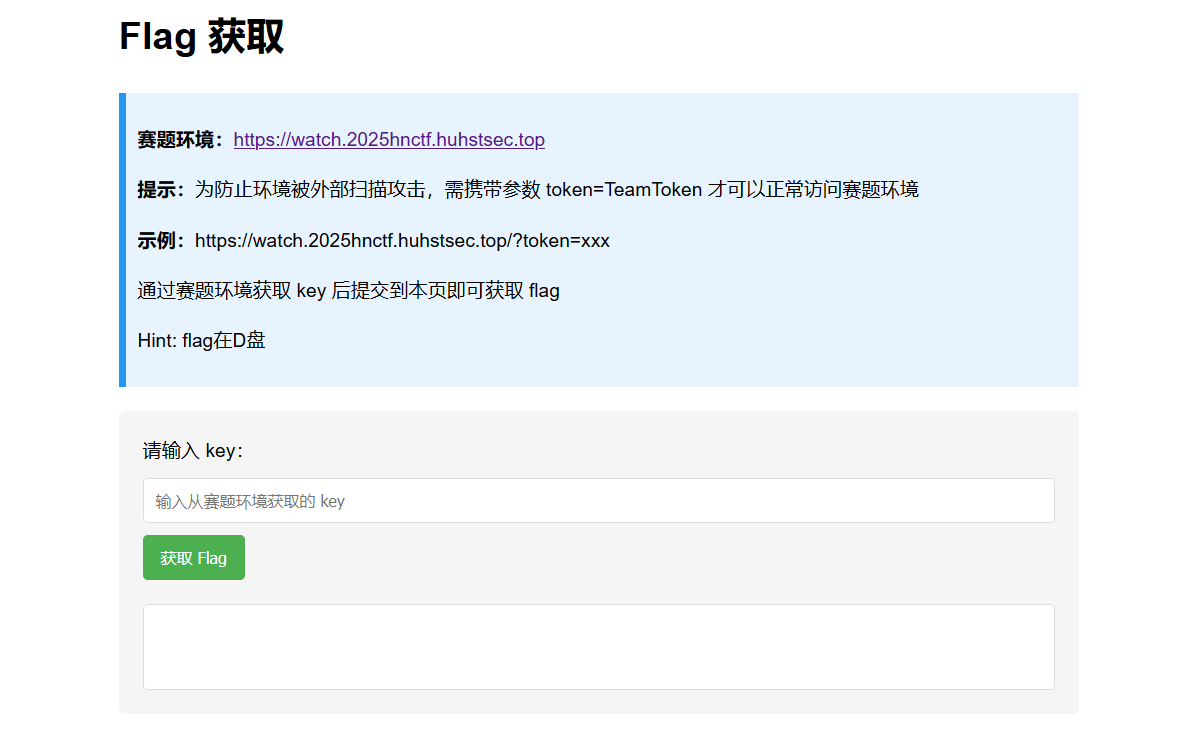 Flag 获取
赛题环境：https://watch.2025hnctf.huhstsec.top
提示：为防止环境被外部扫描攻击，需携带参数 token=TeamToken 才可以正常访问赛题环境
示例：https://watch.2025hnctf.huhstsec.top/?token=xxx
通过赛题环境获取 key 后提交到本页即可获取 flag
Hint: flag在D盘
请输入 key：
输入从赛题环境获取的 key
获取 Flag